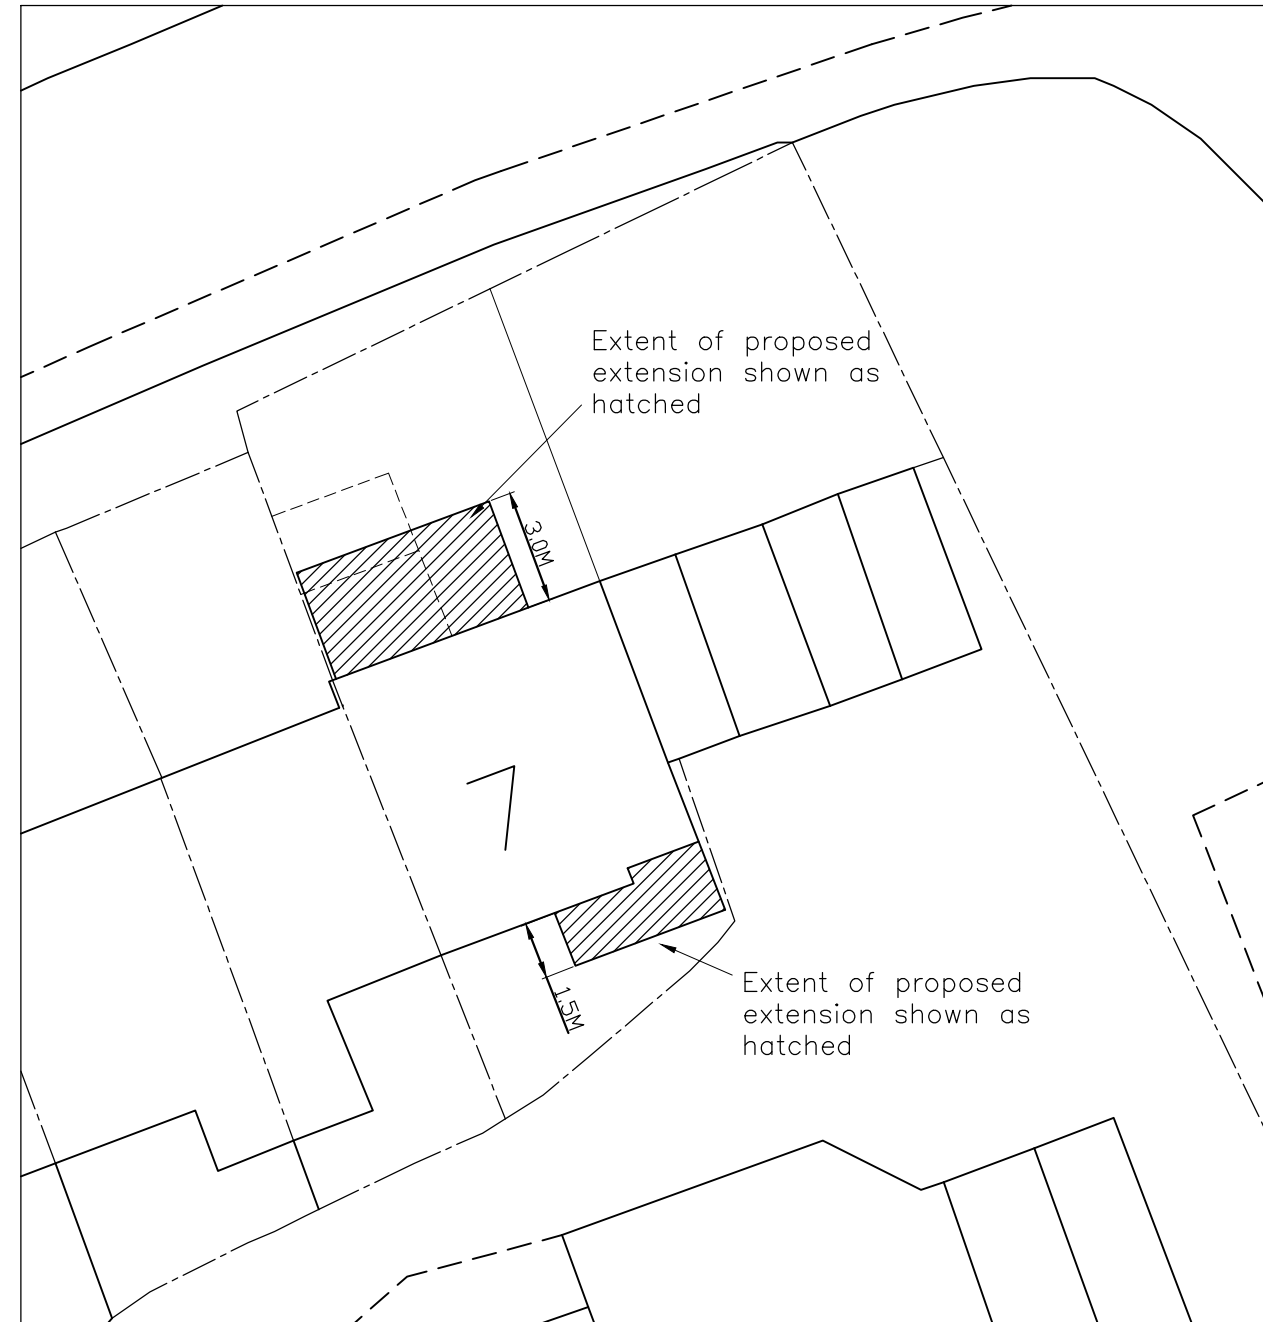 Extent of proposed
extension shown as
hatched
3.0M
7
1.5M
Extent of proposed
extension shown as
hatched